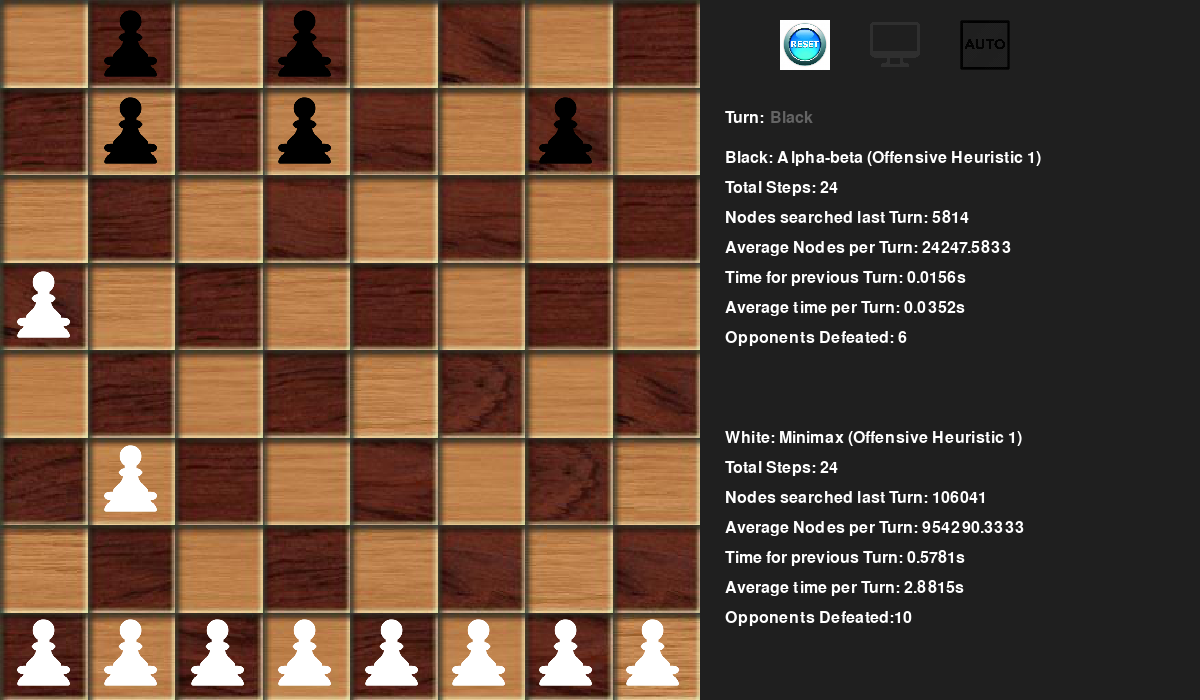 RESET
AUTO
Turn: Black
Black: Alpha-beta (Offensive Heuristic 1)
Total Steps: 24
Nodes searched last Turn: 5814
Average Nodes per Turn: 24247.5833
Time for previous Turn: 0.0156s
Average time per Turn: 0.0352s
Opponents Defeated: 6
White: Minimax (Offensive Heuristic 1)
Total Steps: 24
Nodes searched last Turn: 106041
Average Nodes per Turn: 954290.3333
Time for previous Turn: 0.5781s
Average time per Turn: 2.8815s
Opponents Defeated:10